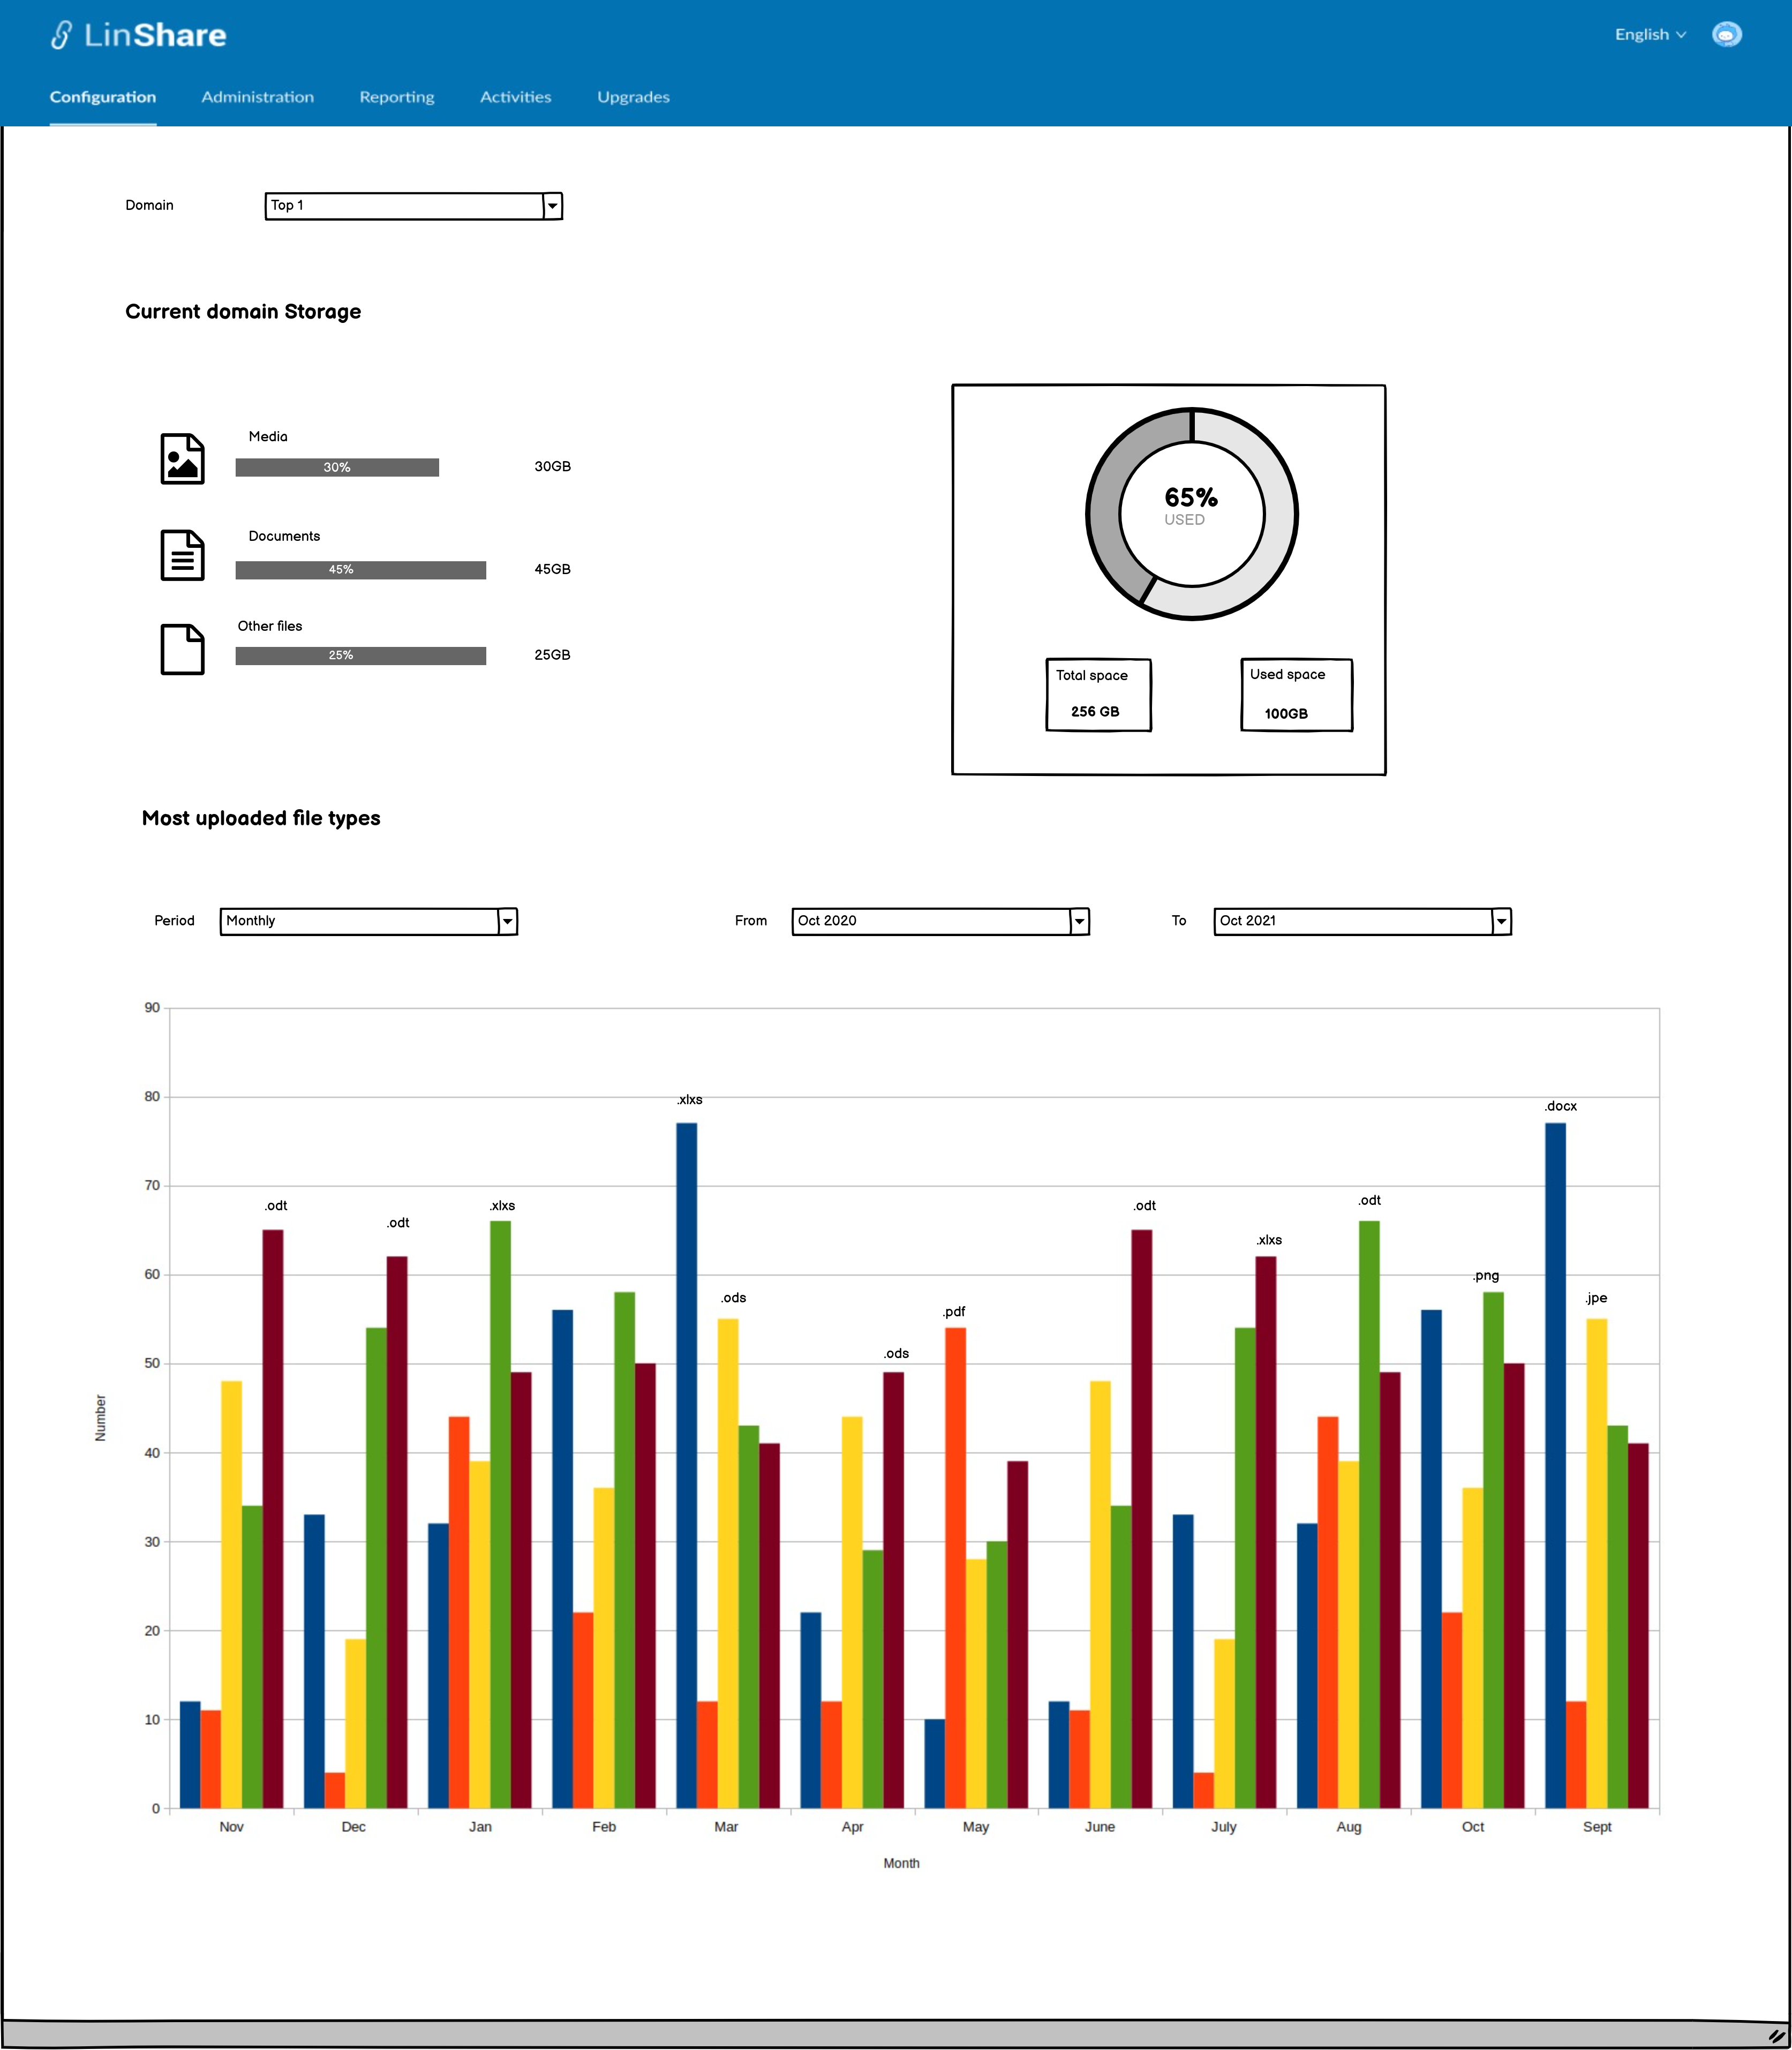 LinShare
English
Configuration Administration Reporting Activities Upgrades
Domain Top 1
Current domain Storage
Media
30% 30GB
Documents
45% 45GB
Other files
25% 25GB
65%
USED
Total space Used space
256 GB 100GB
Most uploaded file types
Period Monthly From Oct 2020 To Oct 2021
90
80
70
60
50
40
30
20
10
0
Number
.odt
.odt
.xlxs
.xlxs
.ods
.ods
.pdf
.odt
.xlxs
.odt
.png
.docx
.jpe
Nov Dec Jan Feb Mar Apr May June July Aug Oct Sept
Month